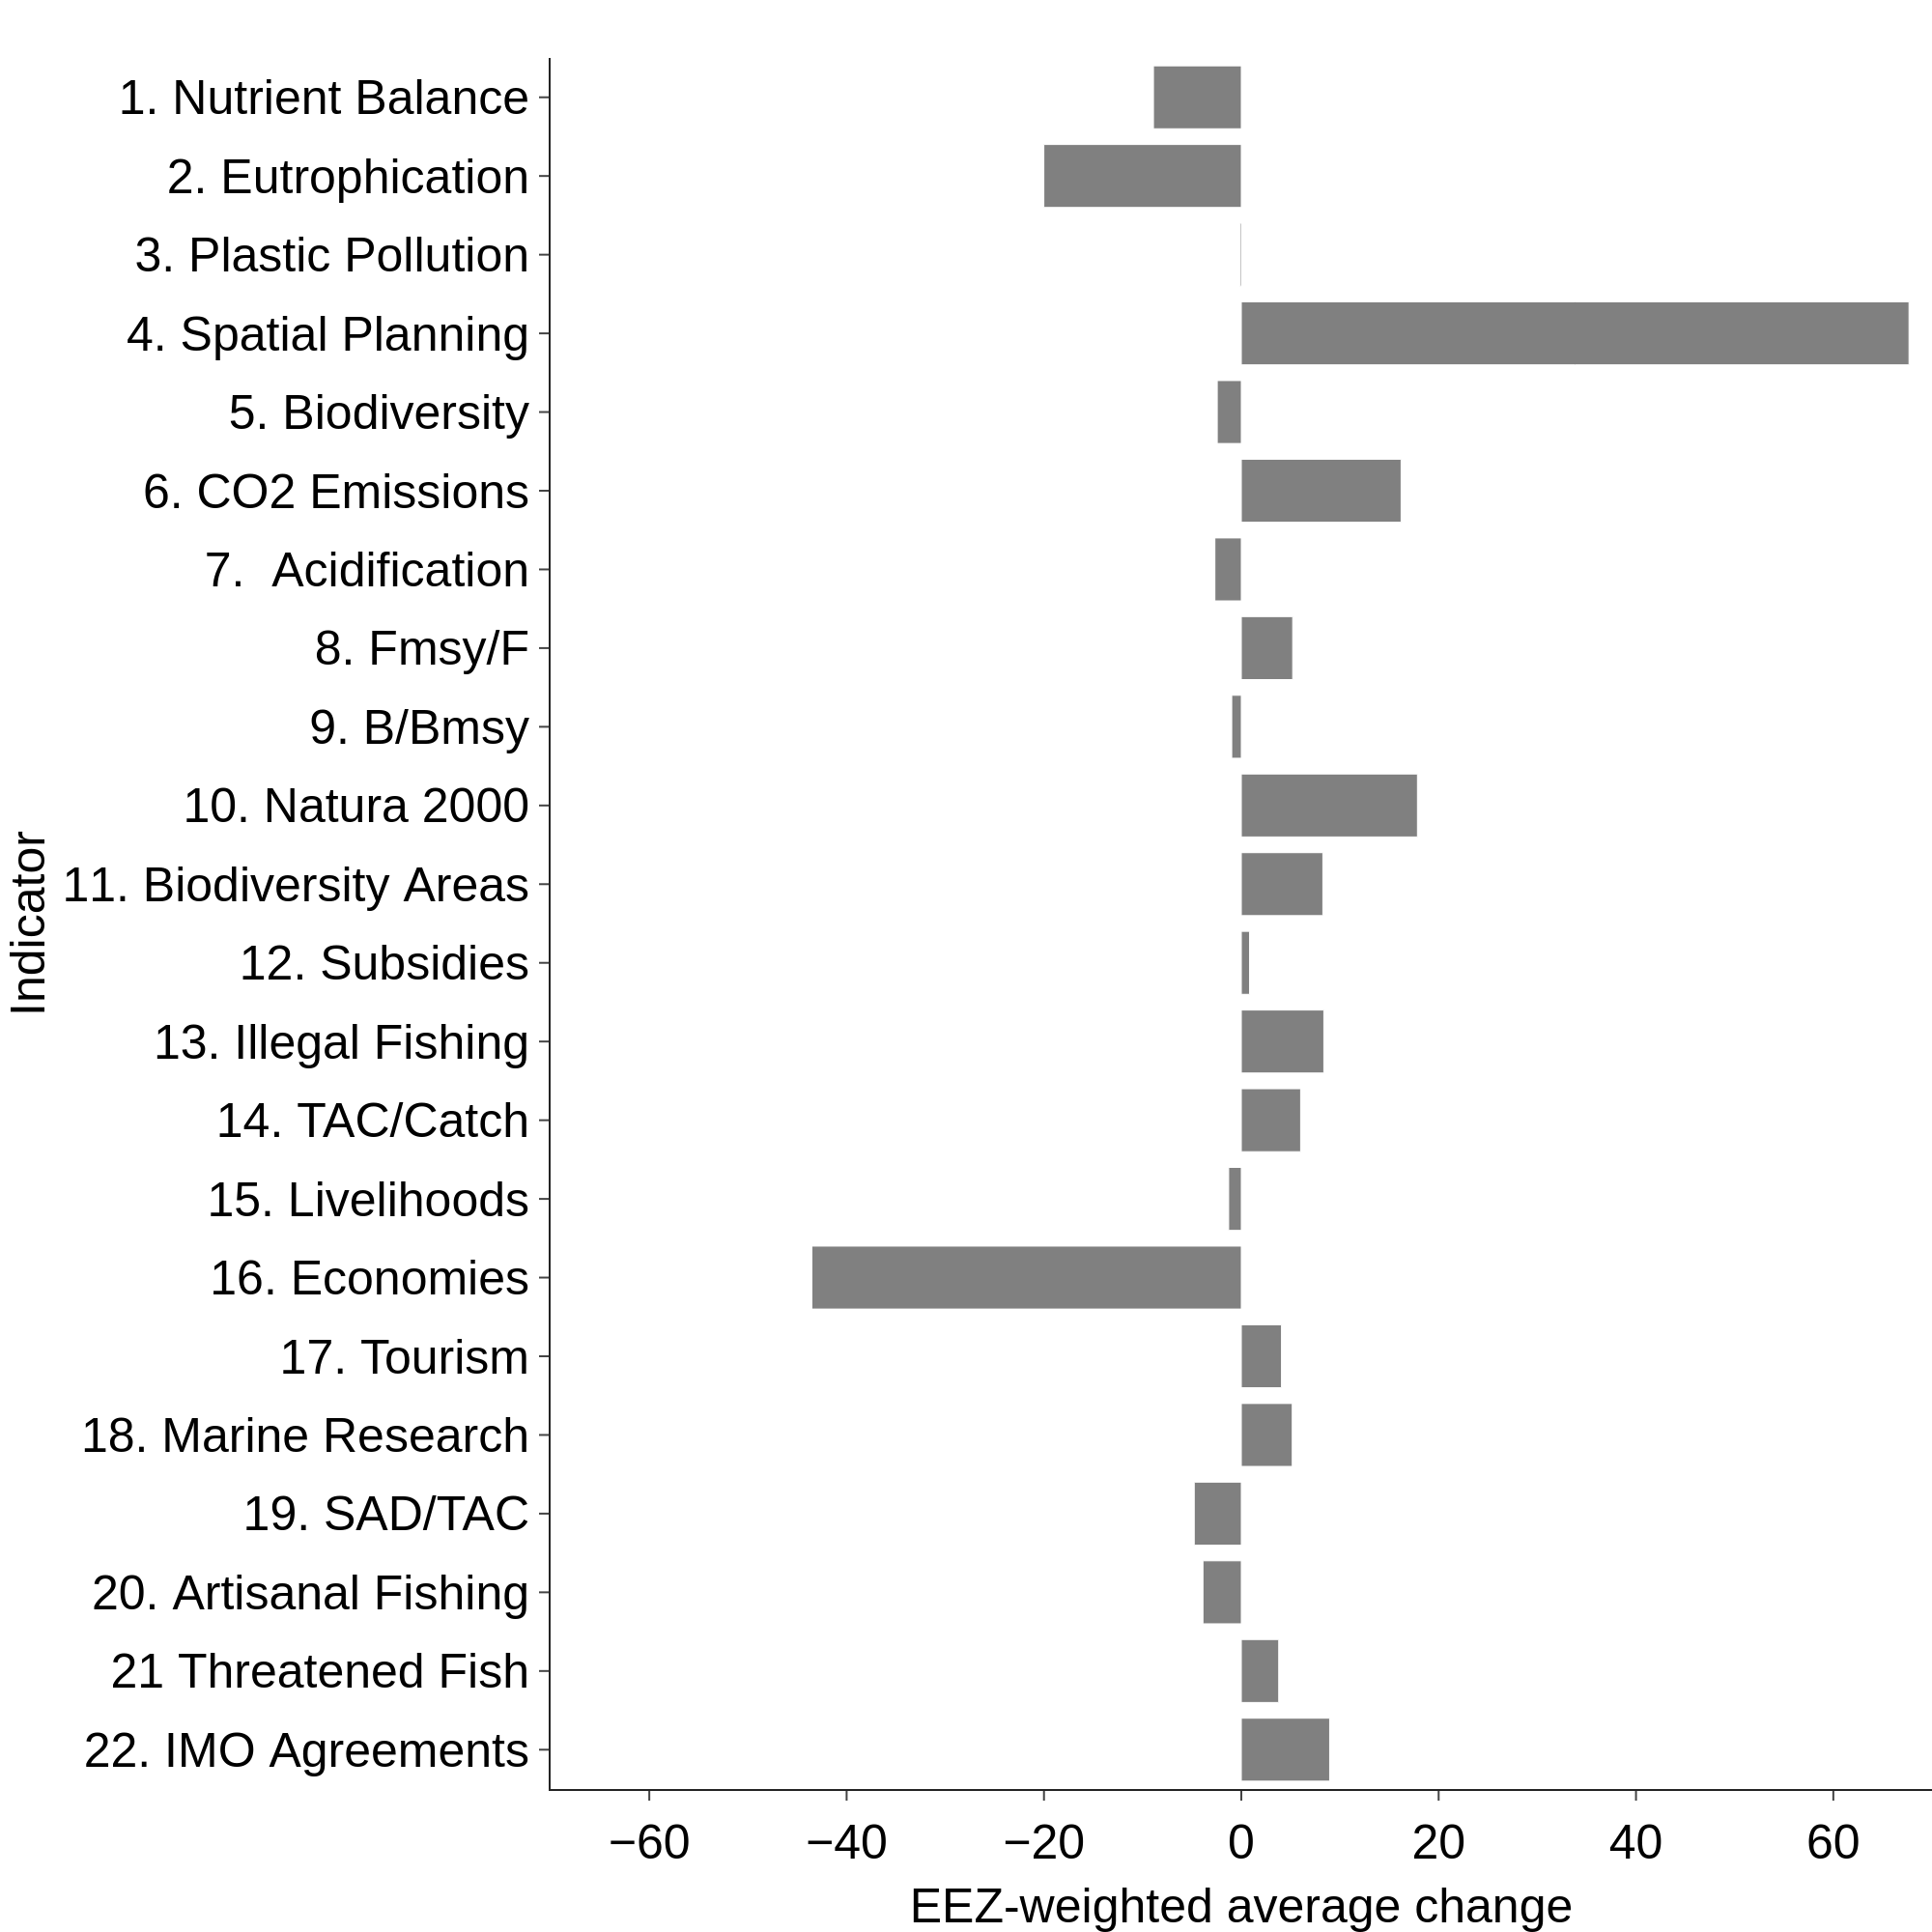 1. Nutrient Balance
2. Eutrophication
3. Plastic Pollution
4. Spatial Planning
5. Biodiversity
6. CO2 Emissions
7.  Acidification
8. Fmsy/F
9. B/Bmsy
10. Natura 2000
11. Biodiversity Areas
12. Subsidies
13. Illegal Fishing
14. TAC/Catch
15. Livelihoods
16. Economies
17. Tourism
18. Marine Research
19. SAD/TAC
20. Artisanal Fishing
21 Threatened Fish
22. IMO Agreements
Indicator
−60 −40 −20 0 20 40 60
EEZ-weighted average change